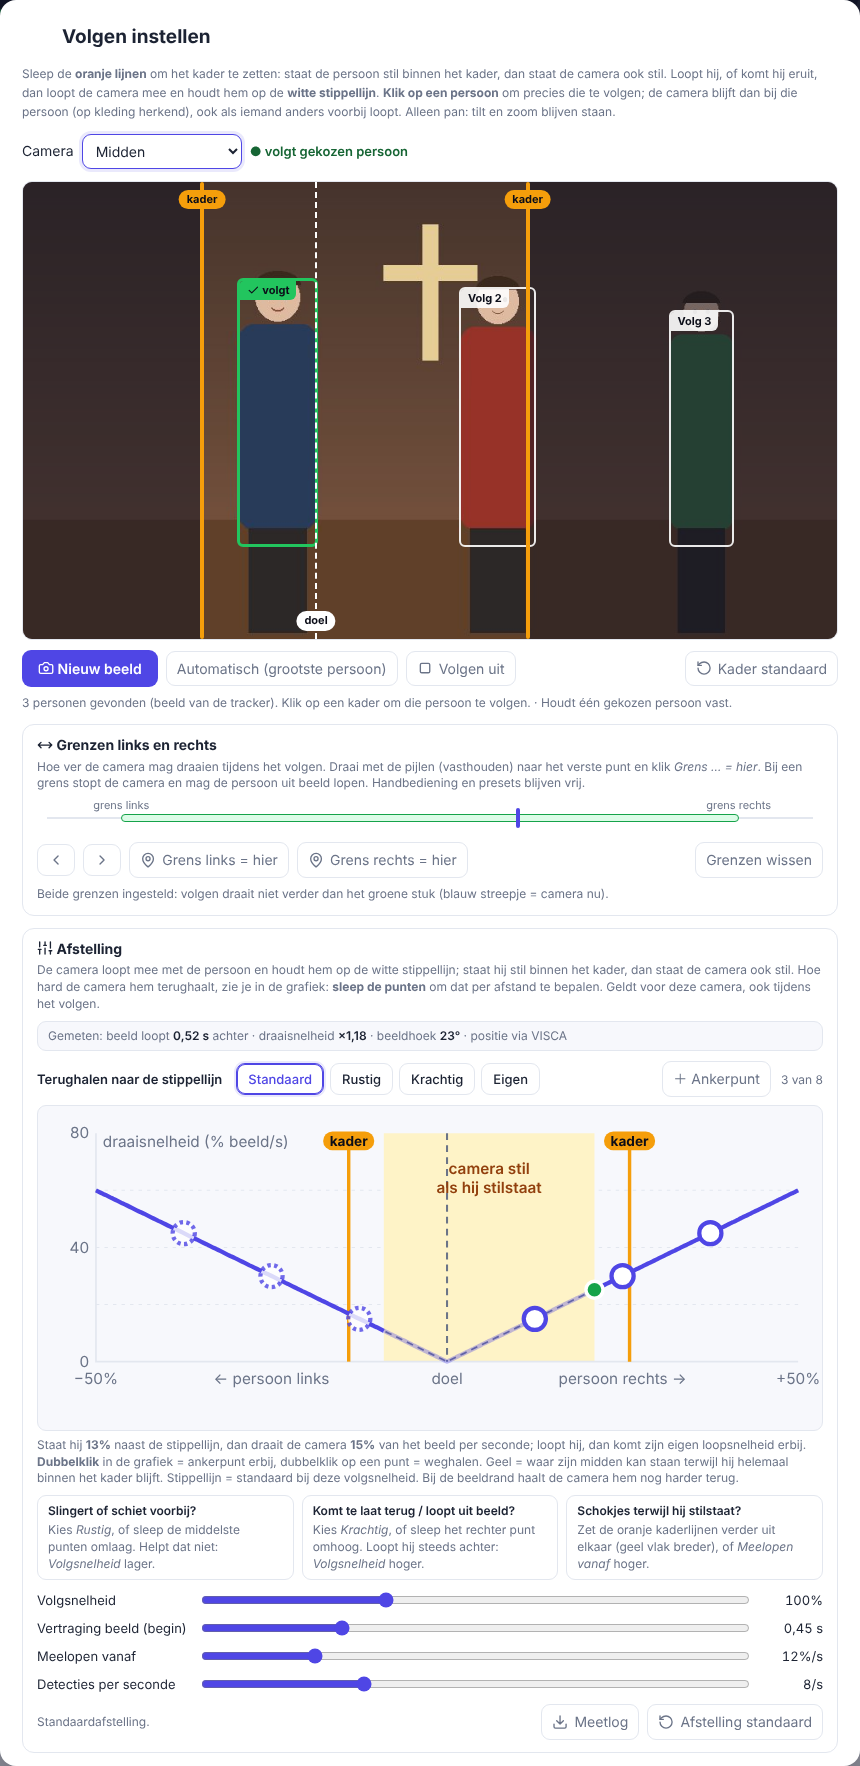 Volgen instellen
Sleep de oranje lijnen om het kader te zetten: staat de persoon stil binnen het kader, dan staat de camera ook stil. Loopt hij, of komt hij eruit,
dan loopt de camera mee en houdt hem op de witte stippellijn. Klik op een persoon om precies die te volgen; de camera blijft dan bij die
persoon (op kleding herkend), ook als iemand anders voorbij loopt. Alleen pan: tilt en zoom blijven staan.
Camera Midden volgt gekozen persoon
kader kader
✓ volgt
Volg 2
Volg 3
doel
Nieuw beeld Automatisch (grootste persoon) Volgen uit Kader standaard
3 personen gevonden (beeld van de tracker). Klik op een kader om die persoon te volgen. · Houdt één gekozen persoon vast.
Grenzen links en rechts
Hoe ver de camera mag draaien tijdens het volgen. Draai met de pijlen (vasthouden) naar het verste punt en klik Grens ... = hier. Bij een
grens stopt de camera en mag de persoon uit beeld lopen. Handbediening en presets blijven vrij.
grens links grens rechts
Grens links = hier Grens rechts = hier Grenzen wissen
Beide grenzen ingesteld: volgen draait niet verder dan het groene stuk (blauw streepje = camera nu).
Afstelling
De camera loopt mee met de persoon en houdt hem op de witte stippellijn; staat hij stil binnen het kader, dan staat de camera ook stil. Hoe
hard de camera hem terughaalt, zie je in de grafiek: sleep de punten om dat per afstand te bepalen. Geldt voor deze camera, ook tijdens
het volgen.
Gemeten: beeld loopt 0,52 s achter · draaisnelheid ×1,18 · beeldhoek 23° · positie via VISCA
Terughalen naar de stippellijn Standaard Rustig Krachtig Eigen + Ankerpunt 3 van 8
80 draaisnelheid (% beeld/s) kader kader
camera stil
als hij stilstaat
40
0
−50% ← persoon links doel persoon rechts → +50%
Staat hij 13% naast de stippellijn, dan draait de camera 15% van het beeld per seconde; loopt hij, dan komt zijn eigen loopsnelheid erbij.
Dubbelklik in de grafiek = ankerpunt erbij, dubbelklik op een punt = weghalen. Geel = waar zijn midden kan staan terwijl hij helemaal
binnen het kader blijft. Stippellijn = standaard bij deze volgsnelheid. Bij de beeldrand haalt de camera hem nog harder terug.
Slingert of schiet voorbij?
Kies Rustig, of sleep de middelste
punten omlaag. Helpt dat niet:
Volgsnelheid lager.
Komt te laat terug / loopt uit beeld?
Kies Krachtig, of sleep het rechter punt
omhoog. Loopt hij steeds achter:
Volgsnelheid hoger.
Schokjes terwijl hij stilstaat?
Zet de oranje kaderlijnen verder uit
elkaar (geel vlak breder), of Meelopen
vanaf hoger.
Volgsnelheid 100%
Vertraging beeld (begin) 0,45 s
Meelopen vanaf 12%/s
Detecties per seconde 8/s
Standaardafstelling. Meetlog Afstelling standaard